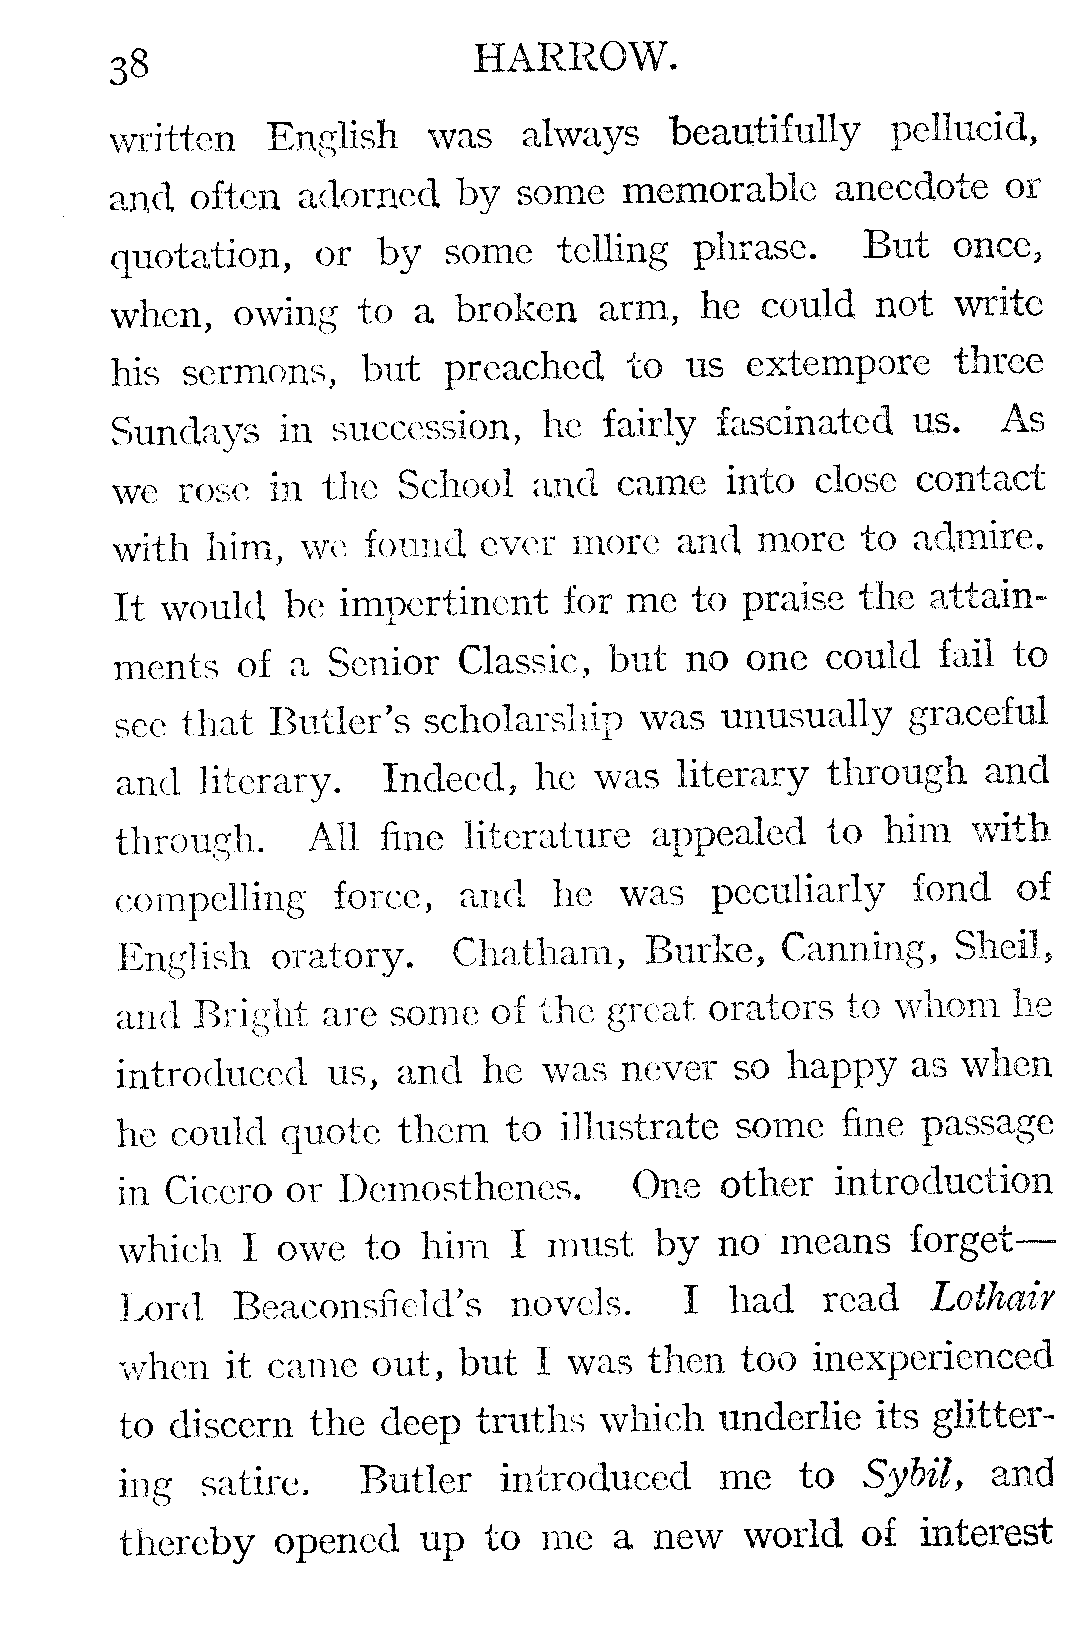 38 HARROW.
written English was always beautifully pellucid,
and often adorned by some memorable anecdote or
quotation, or by some telling phrase. But once,
when, owing to a broken arm, he could not write
his sermons, but preached to us extempore three
Sundays in succession, he fairly fascinated us. As
we rose in the School and came into close contact
with him, we found ever more and more to admire.
It would be impertinent for me to praise the attain-
ments of a Senior Classic, but no one could fail to
see that Butler's scholarship was unusually graceful
and literary. Indeed, he was literary through and
through. All fine literature appealed to him with
compelling force, and he was peculiarly fond of
English oratory. Chatham, Burke, Canning, Sheil,
and Bright are some of the great orators to whom he
introduced us, and he was never so happy as when
he could quote them to illustrate some fine passage
in Cicero or Demosthenes. One other introduction
which I owe to him I must by no means forget—
Lord Beaconsfield's novels. I had read Lothair
when it came out, but I was then too inexperienced
to discern the deep truths which underlie its glitter-
ing satire. Butler introduced me to Sybil, and
thereby opened up to me a new world of interest